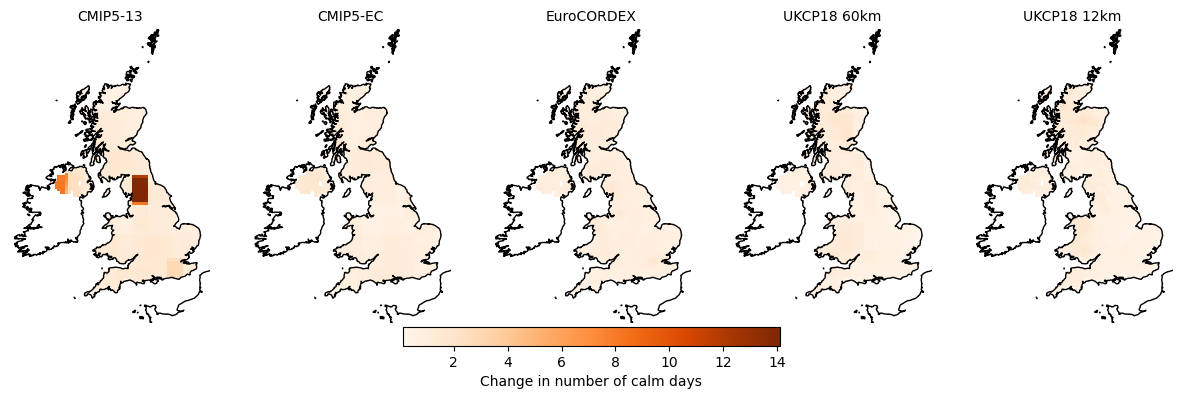 CMIP5-13 CMIP5-EC EuroCORDEX UKCP18 60km UKCP18 12km
2 4 6 8 10 12 14
Change in number of calm days